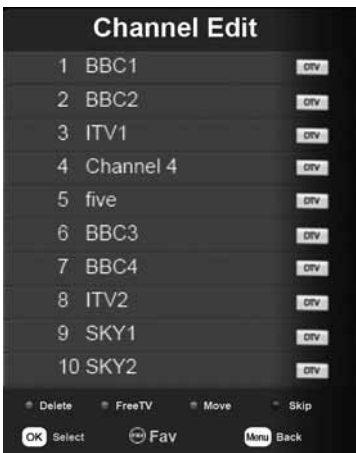 Channel Edit
1 BBC1 DTV
2 BBC2 DTV
3 ITV1 DTV
4 Channel 4 DTV
5 five DTV
6 BBC3 DTV
7 BBC4 DTV
8 ITV2 DTV
9 SKY1 DTV
10 SKY2 DTV
Delete FreeTV Move Skip
OK Select FAV Fav Menu Back